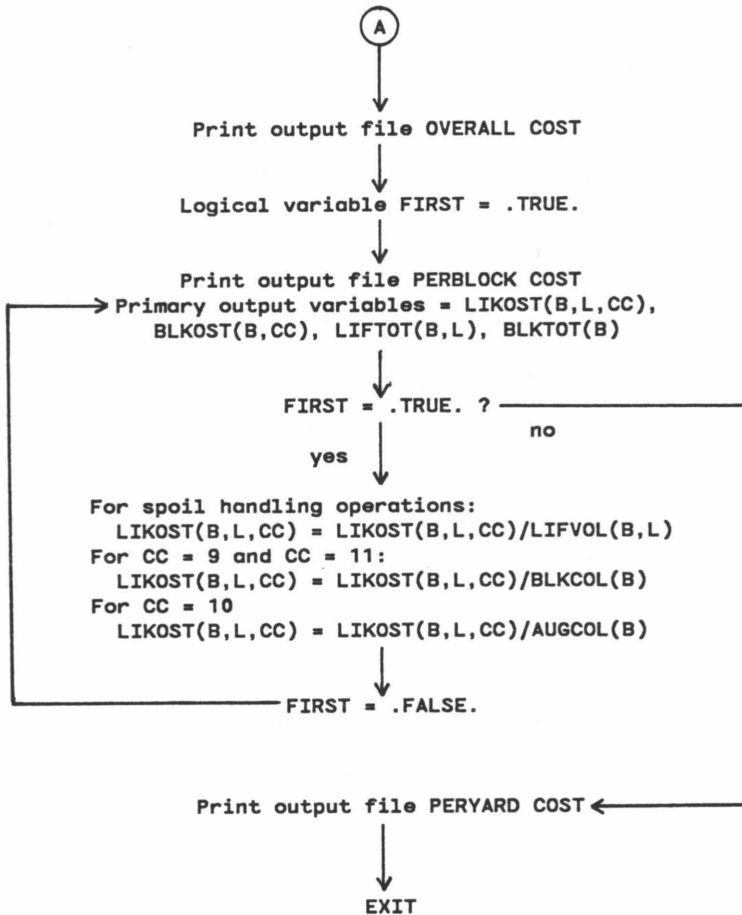 A
Print output file OVERALL COST
Logical variable FIRST = .TRUE.
Print output file PERBLOCK COST
Primary output variables = LIKOST(B,L,CC),
BLKOST(B,CC), LIFTOT(B,L), BLKTOT(B)
FIRST = .TRUE. ?
no
yes
For spoil handling operations:
LIKOST(B,L,CC) = LIKOST(B,L,CC)/LIFVOL(B,L)
For CC = 9 and CC = 11:
LIKOST(B,L,CC) = LIKOST(B,L,CC)/BLKCOL(B)
For CC = 10
LIKOST(B,L,CC) = LIKOST(B,L,CC)/AUGCOL(B)
FIRST = .FALSE.
Print output file PERYARD COST
EXIT